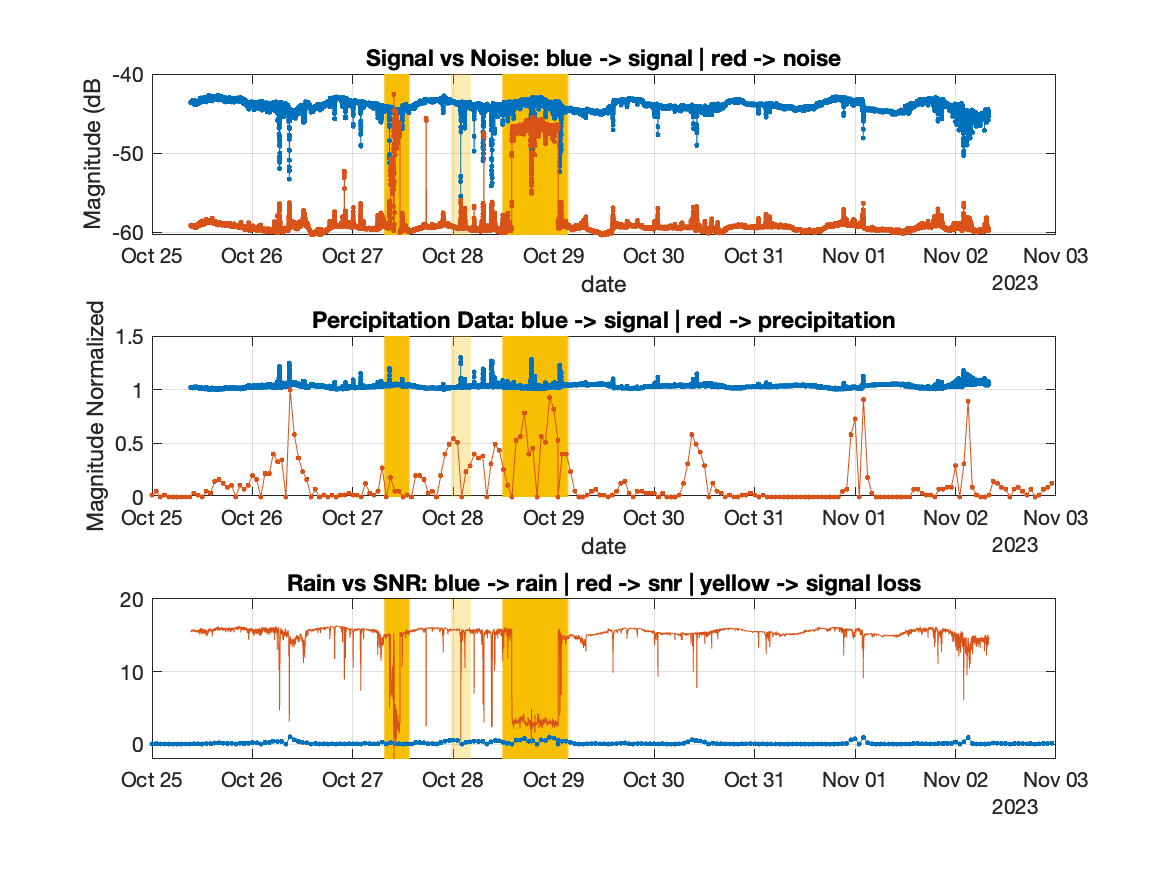 Signal vs Noise: blue -> signal | red -> noise
Magnitude (dB
-40
-50
-60
Oct 25 Oct 26 Oct 27 Oct 28 Oct 29 Oct 30 Oct 31 Nov 01 Nov 02 Nov 03
date
2023
Percipitation Data: blue -> signal | red -> precipitation
Magnitude Normalized
1.5
1
0.5
0
Oct 25 Oct 26 Oct 27 Oct 28 Oct 29 Oct 30 Oct 31 Nov 01 Nov 02 Nov 03
date
2023
Rain vs SNR: blue -> rain | red -> snr | yellow -> signal loss
20
10
0
Oct 25 Oct 26 Oct 27 Oct 28 Oct 29 Oct 30 Oct 31 Nov 01 Nov 02 Nov 03
2023